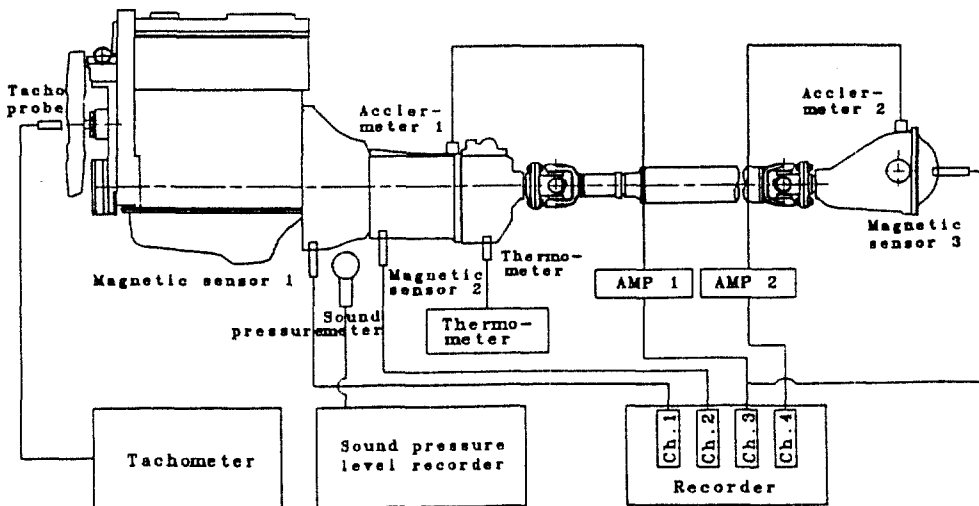 Tacho
probe
Accler-
meter 1
Accler-
meter 2
Magnetic
sensor 3
Magnetic sensor 1
Magnetic
sensor 2
Thermo-
meter
Sound
pressuremeter
Thermo-
meter
AMP 1
AMP 2
Tachometer
Sound pressure
level recorder
Ch.1
Ch.2
Ch.3
Ch.4
Recorder